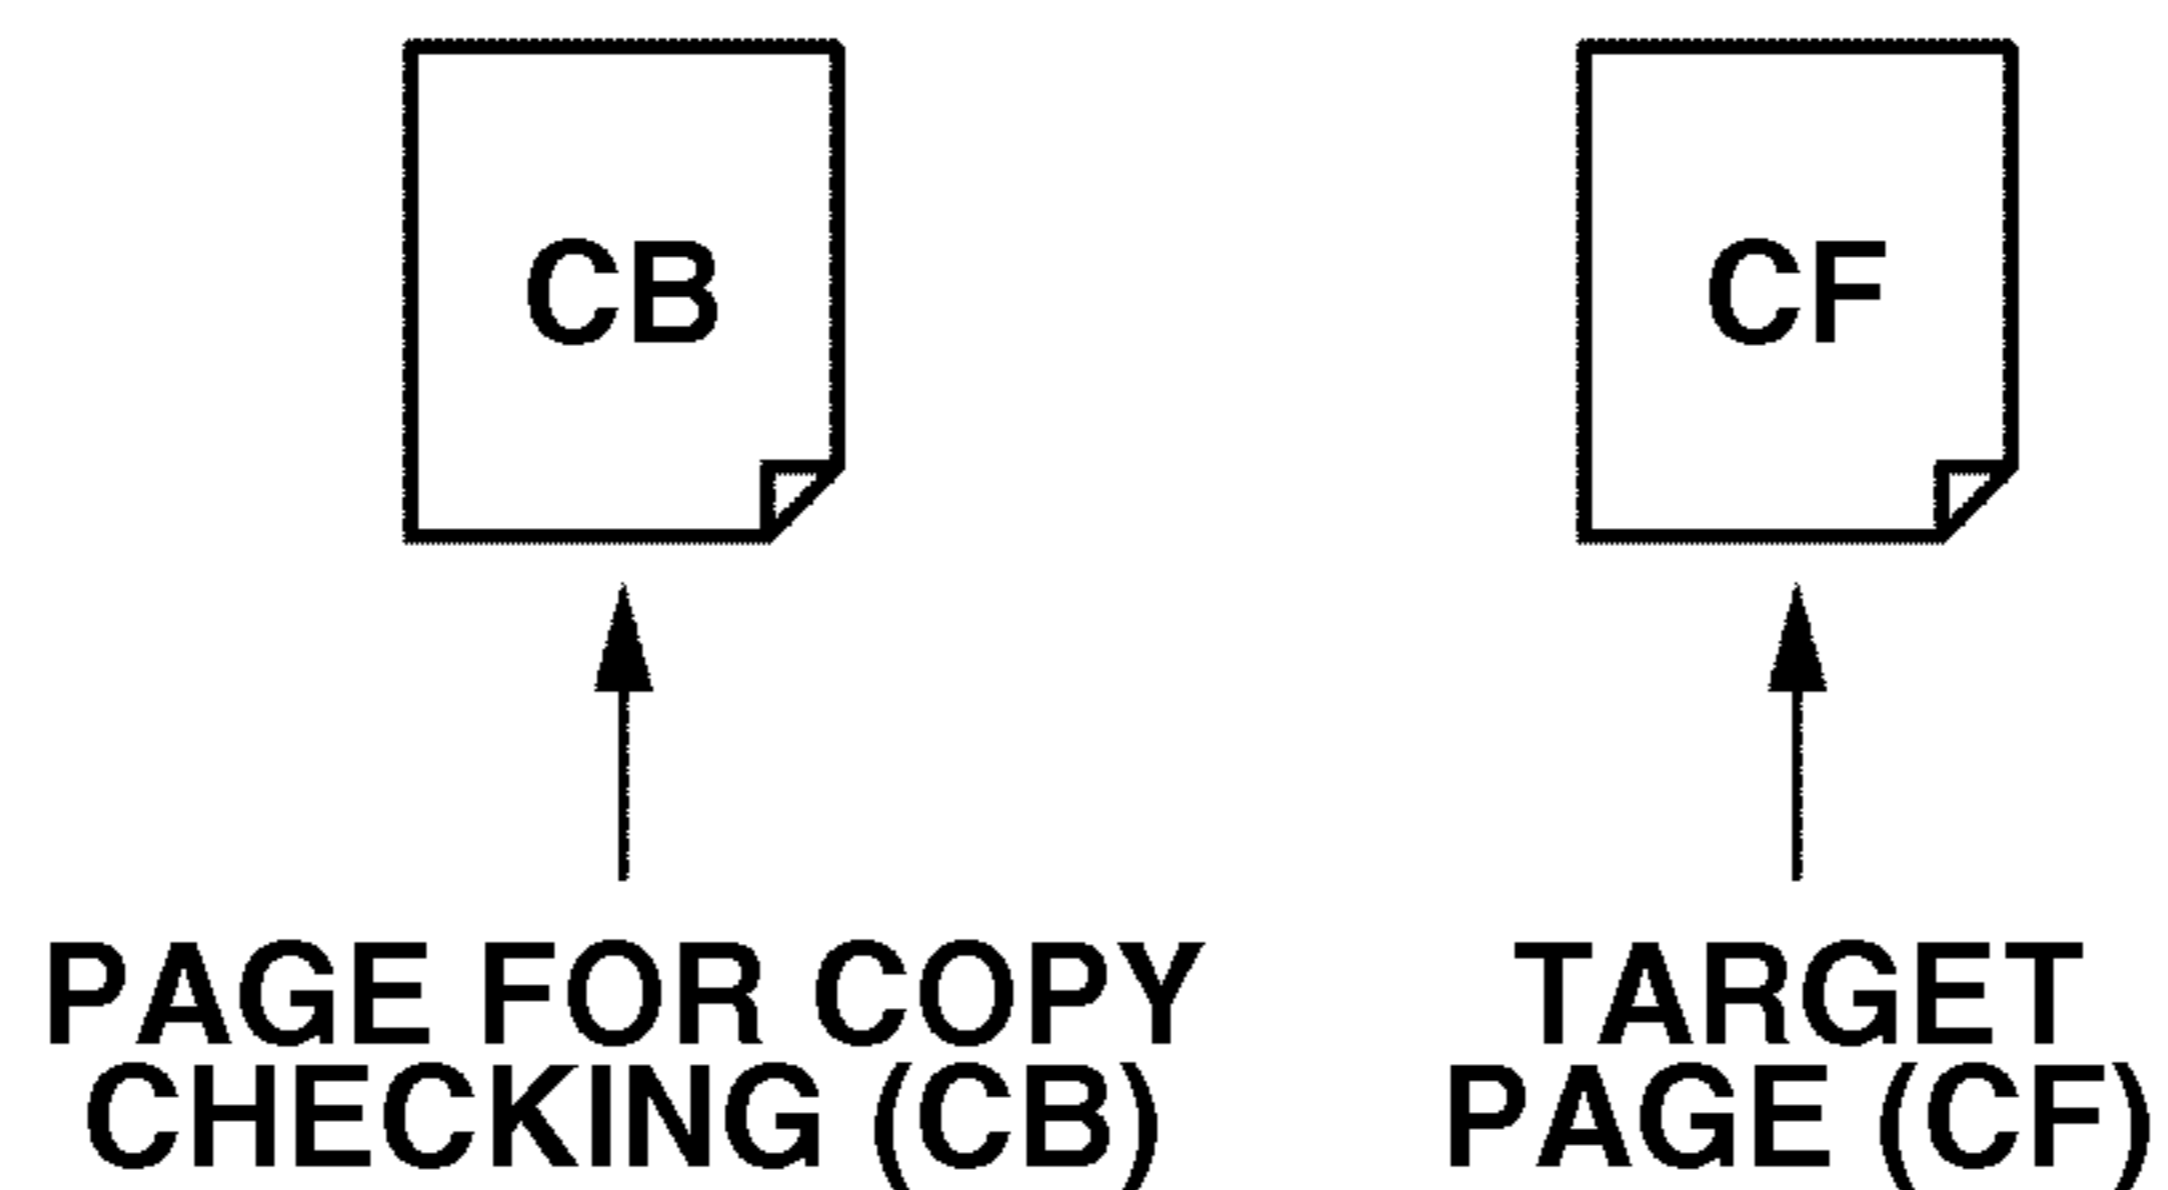 CB
CF
PAGE FOR COPY
CHECKING (CB)
TARGET
PAGE (CF)